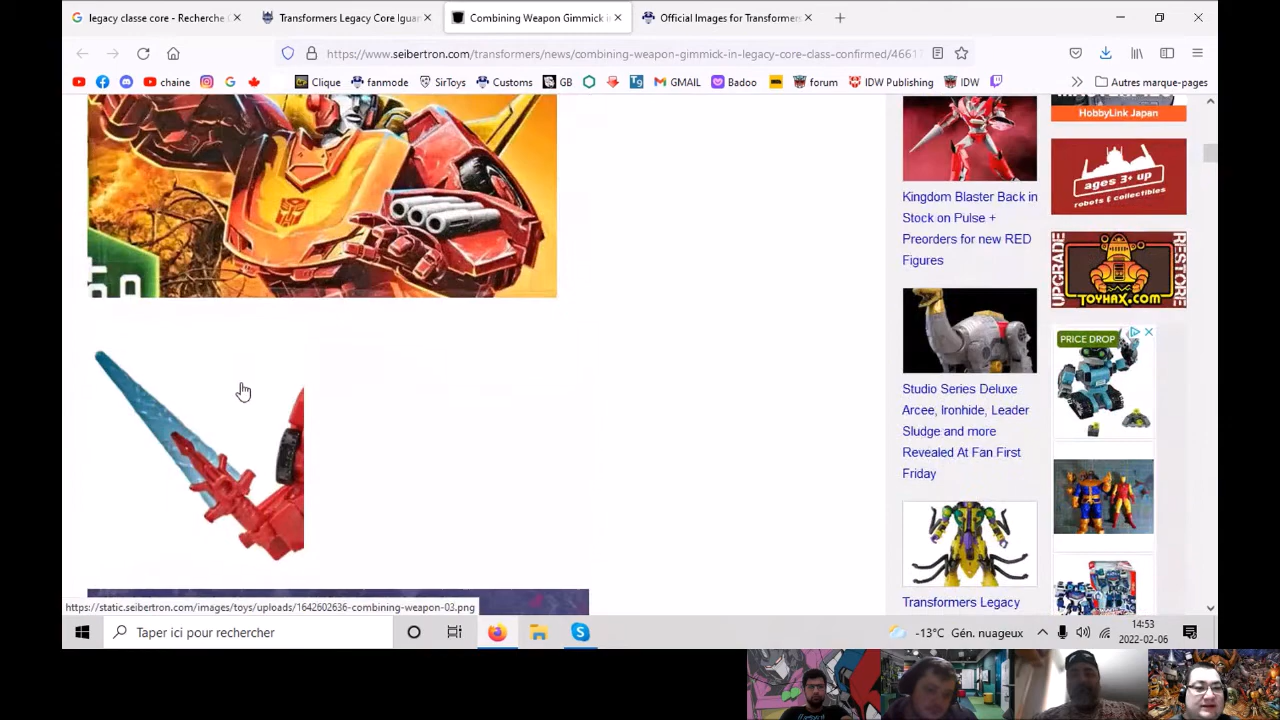 legacy classe core - Recherche
Transformers Legacy Core Igua
Combining Weapon Gimmick i
Official Images for Transformers
https://www.seibertron.com/transformers/news/combining-weapon-gimmick-in-legacy-core-class-confirmed/4661
chaine
Clique
fanmode
SirToys
Customs
GB
GMAIL
Badoo
forum
IDW Publishing
IDW
Autres marque-pages
HobbyLink Japan
ages 3+ up
robots & collectibles
Kingdom Blaster Back in
Stock on Pulse +
Preorders for new RED
Figures
UPGRADE
RESTORE
TOYHAX.COM
PRICE DROP
Studio Series Deluxe
Arcee, Ironhide, Leader
Sludge and more
Revealed At Fan First
Friday
Transformers Legacy
https://static.seibertron.com/images/toys/uploads/1642602636-combining-weapon-03.png
Taper ici pour rechercher
-13°C Gén. nuageux
14:53
2022-02-06